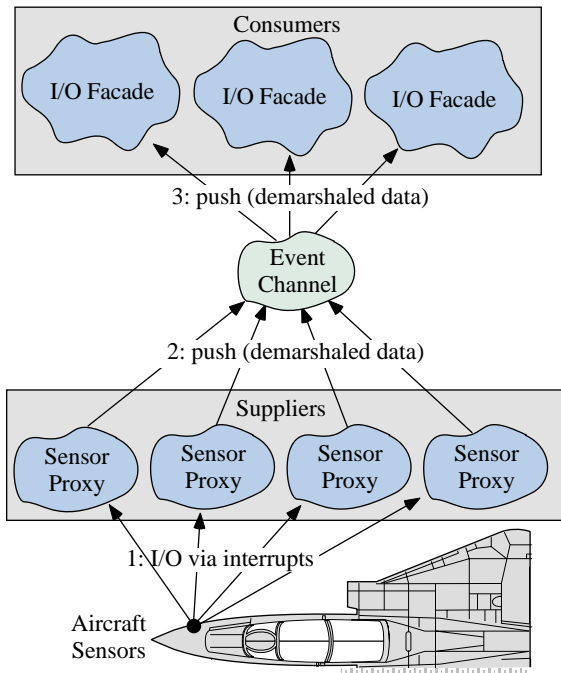 Consumers
I/O Facade
I/O Facade
I/O Facade
3: push (demarshaled data)
Event
Channel
2: push (demarshaled data)
Suppliers
Sensor
Proxy
Sensor
Proxy
Sensor
Proxy
Sensor
Proxy
1: I/O via interrupts
Aircraft
Sensors